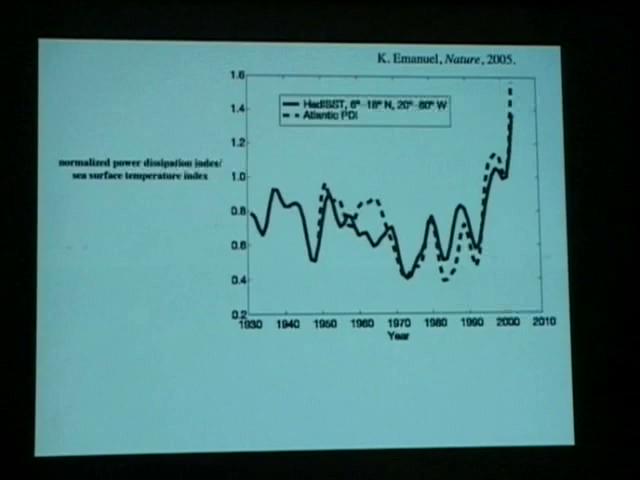 K. Emanuel, Nature, 2005.
1.6
HadISST, 6°-18° N, 20°-60° W
Atlantic PDI
1.4
1.2
normalized power dissipation index/
sea surface temperature index
1.0
0.8
0.6
0.4
0.2
1930 1940 1950 1960 1970 1980 1990 2000 2010
Year